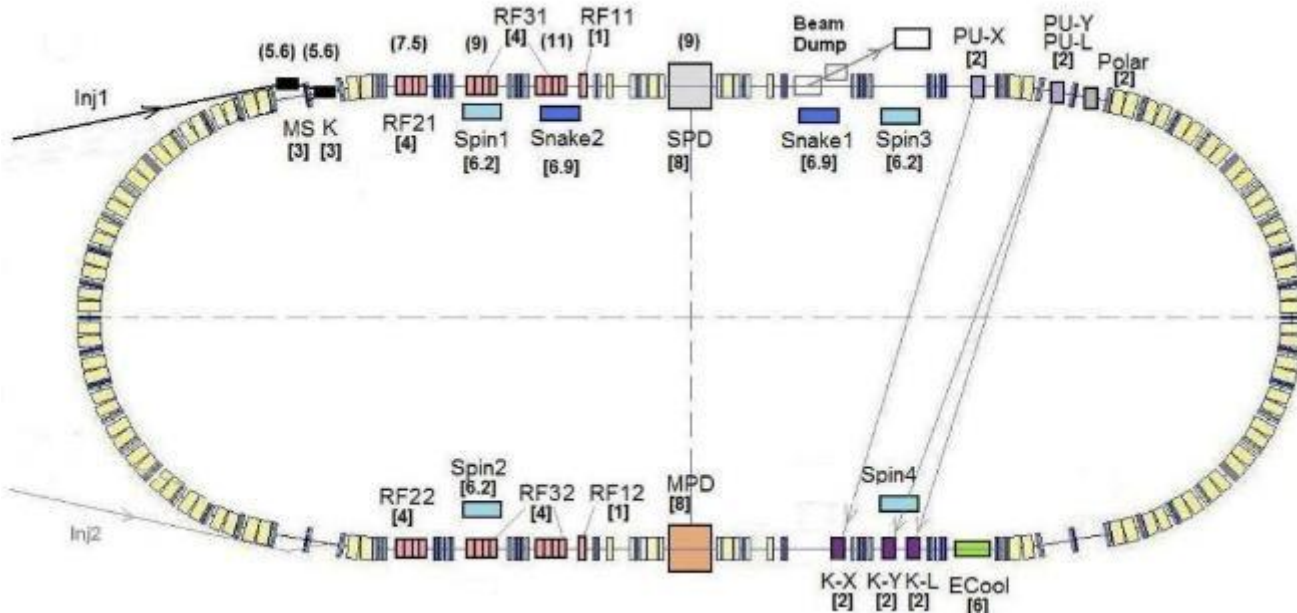 RF31
[4]
RF11
[1]
Beam
Dump
PU-X
[2]
PU-Y
PU-L
[2]
Polar
[2]
(5.6) (5.6)
(7.5)
(9)
(11)
(9)
Inj1
MS K
[3] [3]
RF21
[4]
Spin1
[6.2]
Snake2
[6.9]
SPD
[8]
Snake1
[6.9]
Spin3
[6.2]
Spin2
[6.2]
RF22
[4]
RF32
[4]
RF12
[1]
MPD
[8]
Spin4
Inj2
K-X
[2]
K-Y
[2]
K-L
[2]
ECool
[6]